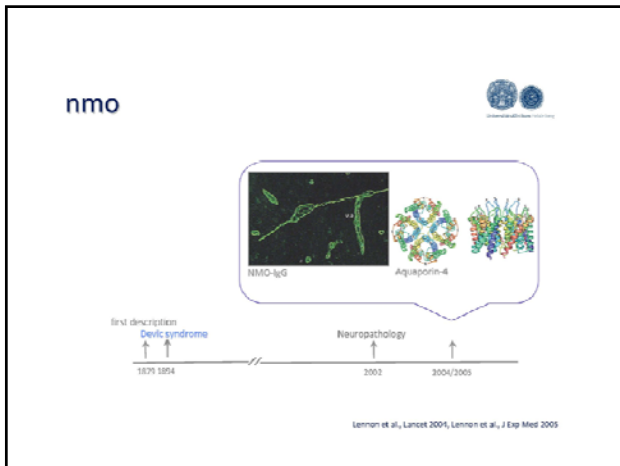 nmo
NMO-IgG
Aquaporin-4
first description
Devic syndrome
Neuropathology
1894
2002
2004/2005
Lennon et al., Lancet 2004, Lennon et al., J Exp Med 2005